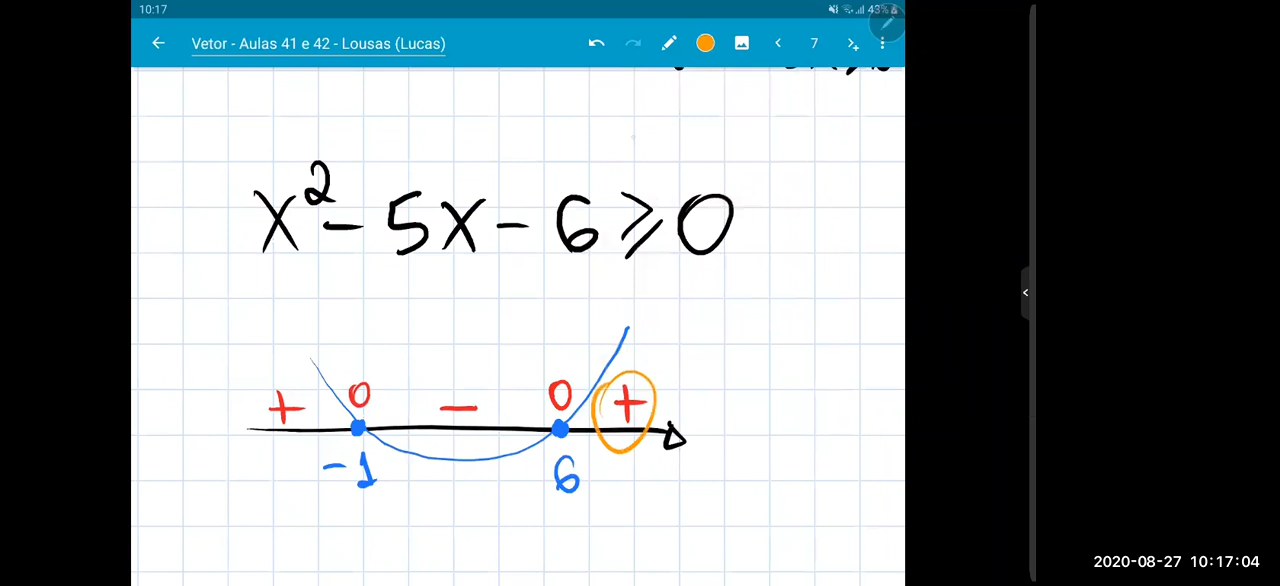 10:17 43%
Vetor - Aulas 41 e 42 - Lousas (Lucas) 7
x² - 5x - 6 ⩾ 0
+ 0 - 0 +
-1 6
2020-08-27 10:17:04